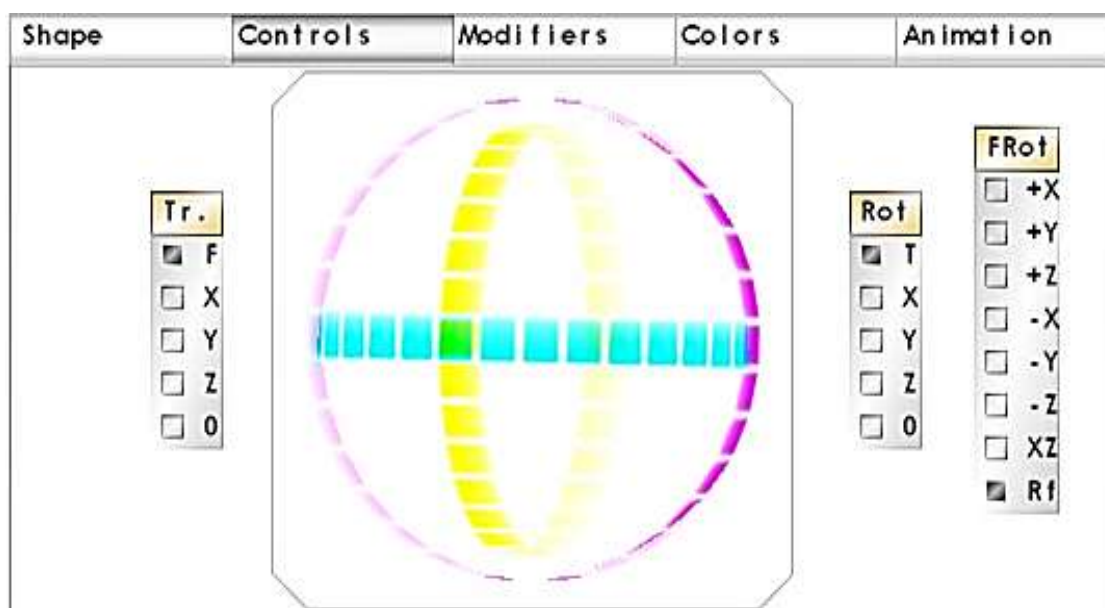 Shape Controls Modifiers Colors Animation
Tr.
F
X
Y
Z
0
Rot
T
X
Y
Z
0
FRot
+X
+Y
+Z
-X
-Y
-Z
XZ
Rf